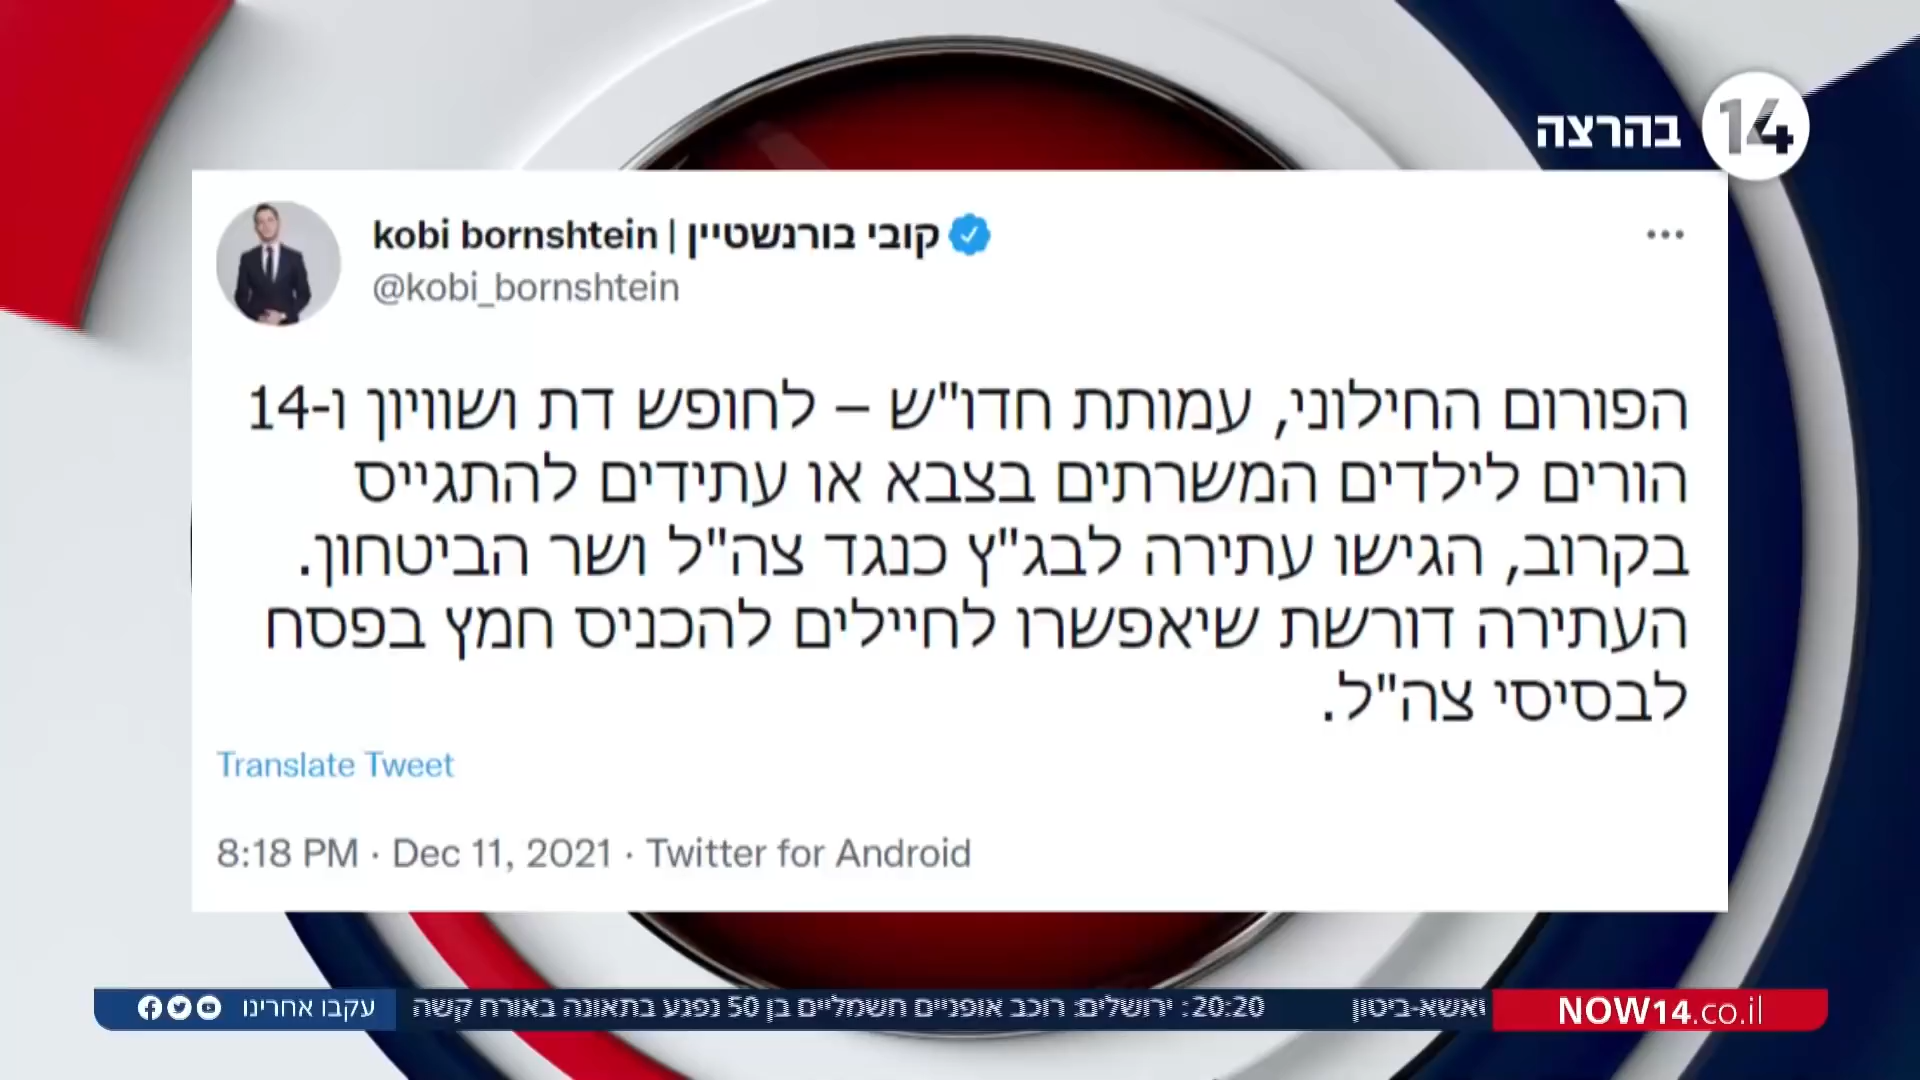 14 בהרצה
kobi bornshtein | קובי בורנשטיין
@kobi_bornshtein
הפורום החילוני, עמותת חדו"ש – לחופש דת ושוויון ו-14
הורים לילדים המשרתים בצבא או עתידים להתגייס
בקרוב, הגישו עתירה לבג"ץ כנגד צה"ל ושר הביטחון.
העתירה דורשת שיאפשרו לחיילים להכניס חמץ בפסח
לבסיסי צה"ל.
Translate Tweet
8:18 PM · Dec 11, 2021 · Twitter for Android
NOW14.co.il
ואשא-ביטון 20:20: ירושלים: רוכב אופניים חשמליים בן 50 נפגע בתאונה באורח קשה
עקבו אחרינו